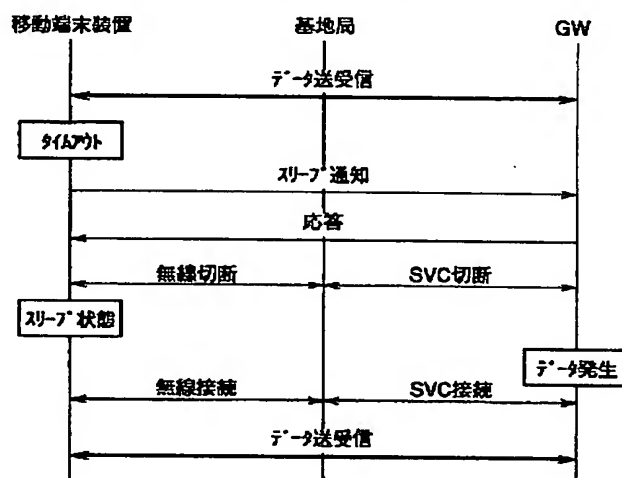 移動端末装置 基地局 GW
ﾃﾞｰﾀ送受信
ﾀｲﾑｱｳﾄ
ｽﾘｰﾌﾟ通知
応答
無線切断 SVC切断
ｽﾘｰﾌﾟ状態
ﾃﾞｰﾀ発生
無線接続 SVC接続
ﾃﾞｰﾀ送受信